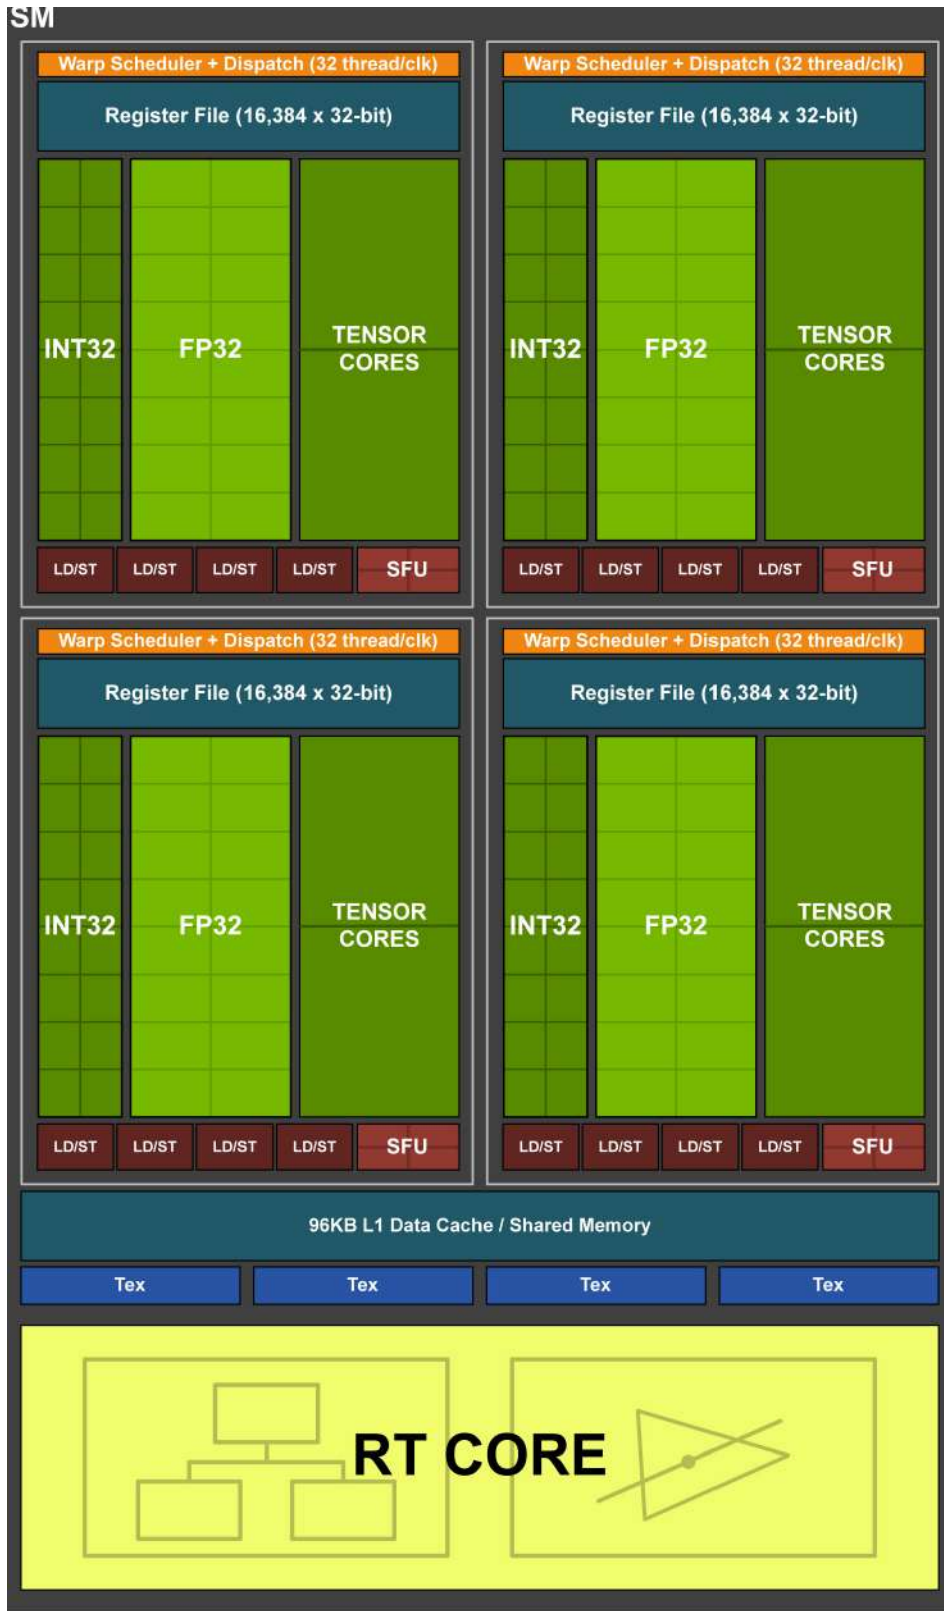 SM
Warp Scheduler + Dispatch (32 thread/clk)
Register File (16,384 x 32-bit)
INT32
FP32
TENSOR
CORES
LD/ST LD/ST LD/ST LD/ST SFU
Warp Scheduler + Dispatch (32 thread/clk)
Register File (16,384 x 32-bit)
INT32
FP32
TENSOR
CORES
LD/ST LD/ST LD/ST LD/ST SFU
Warp Scheduler + Dispatch (32 thread/clk)
Register File (16,384 x 32-bit)
INT32
FP32
TENSOR
CORES
LD/ST LD/ST LD/ST LD/ST SFU
Warp Scheduler + Dispatch (32 thread/clk)
Register File (16,384 x 32-bit)
INT32
FP32
TENSOR
CORES
LD/ST LD/ST LD/ST LD/ST SFU
96KB L1 Data Cache / Shared Memory
Tex Tex Tex Tex
RT CORE